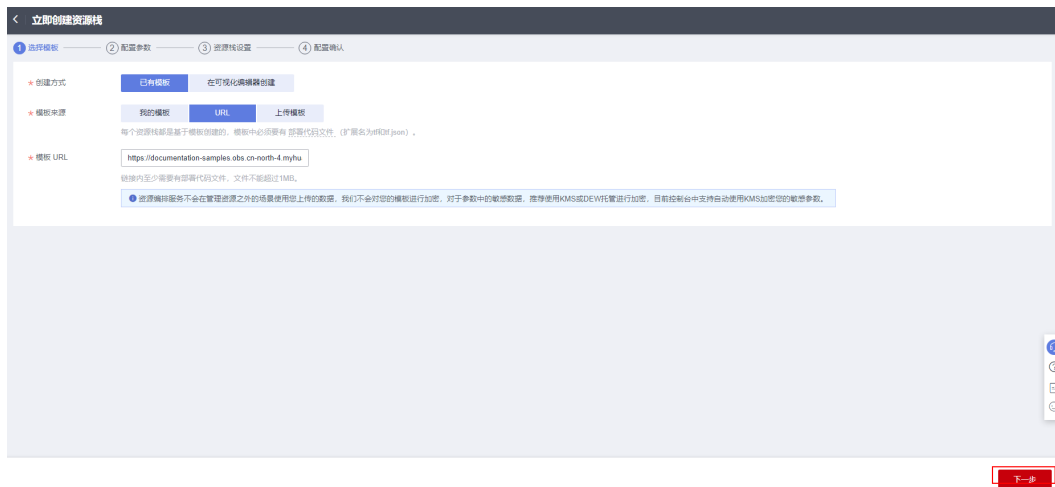 < 立即创建资源栈
1 选择模板 2 配置参数 3 资源栈设置 4 配置确认
* 创建方式 已有模板 在可视化编辑器创建
* 模板来源 我的模板 URL 上传模板
每个资源栈都是基于模板创建的，模板中必须要有 部署代码文件 （扩展名为tf和tf.json）。
* 模板 URL https://documentation-samples.obs.cn-north-4.myhu
链接内至少需要有部署代码文件，文件不能超过1MB。
资源编排服务不会在管理资源之外的场景使用您上传的数据，我们不会对您的模板进行加密，对于参数中的敏感数据，推荐使用KMS或DEW托管进行加密，目前控制台中支持自动使用KMS加密您的敏感参数。
下一步